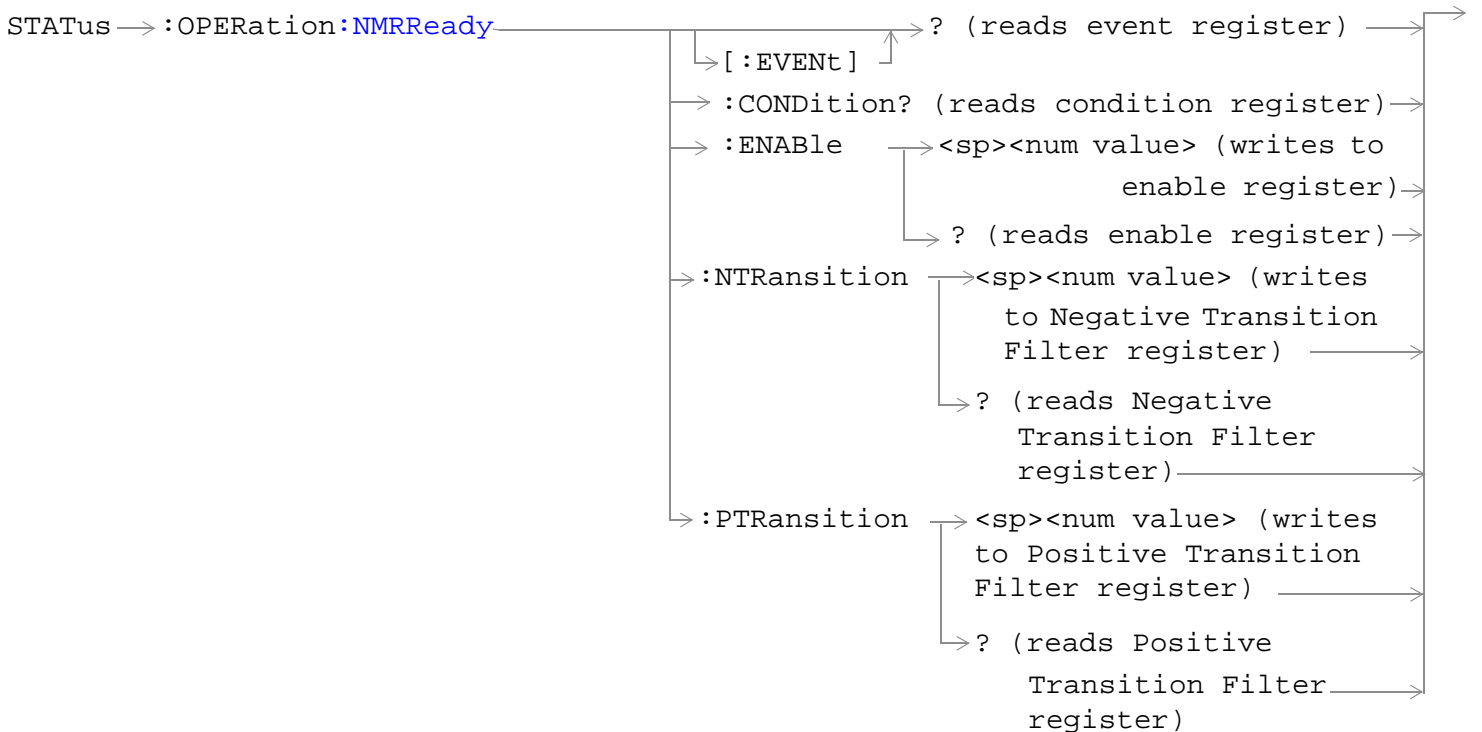 STATus :OPERation:NMRReady ? (reads event register)
[:EVENt]
:CONDition? (reads condition register)
:ENABle <sp><num value> (writes to
enable register)
? (reads enable register)
:NTRansition <sp><num value> (writes
to Negative Transition
Filter register)
? (reads Negative
Transition Filter
register)
:PTRansition <sp><num value> (writes
to Positive Transition
Filter register)
? (reads Positive
Transition Filter
register)